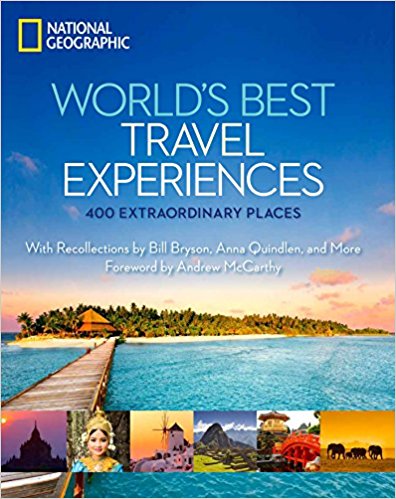 NATIONAL
GEOGRAPHIC
WORLD'S BEST
TRAVEL
EXPERIENCES
400 EXTRAORDINARY PLACES
With Recollections by Bill Bryson, Anna Quindlen, and More
Foreword by Andrew McCarthy